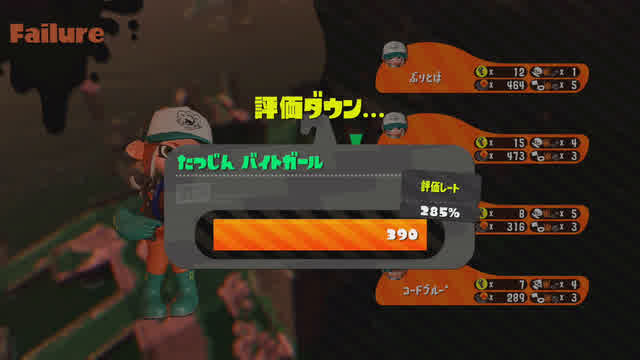 Failure
ぷりとは
x 12
x 1
x 464
x 5
評価ダウン...
x 15
x 4
x 473
x 3
たつじん バイトガール
評価レート
285%
x 8
x 5
x 316
x 3
390
コードブルー
x 7
x 4
x 289
x 3